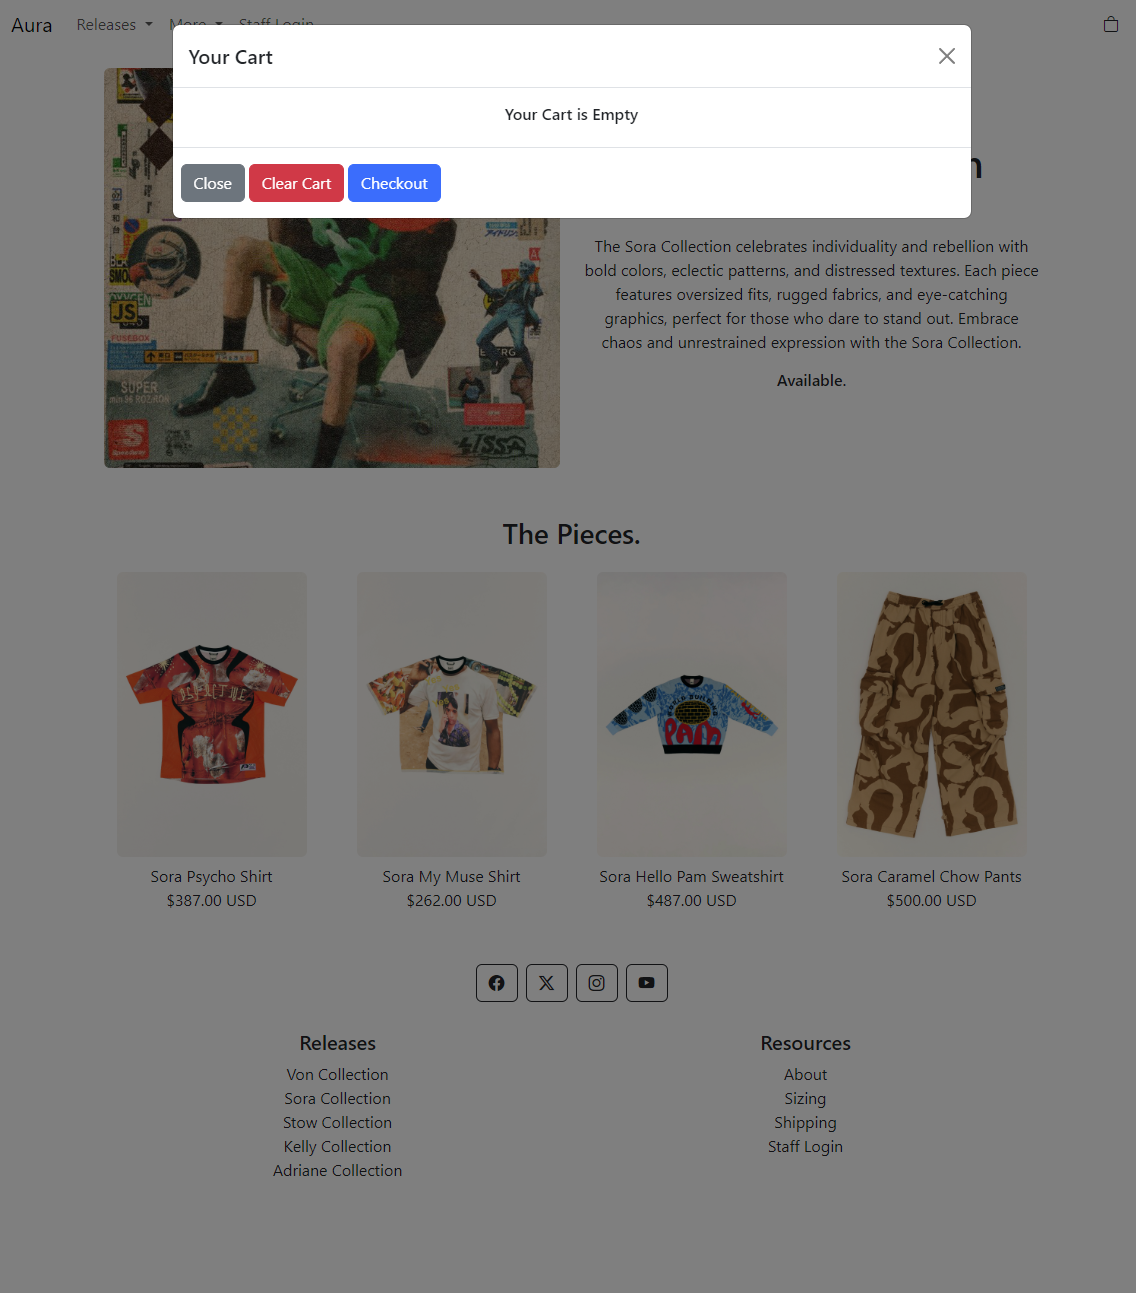 Aura
Releases
More
Staff Login
Your Cart
Your Cart is Empty
Close
Clear Cart
Checkout
The Sora Collection celebrates individuality and rebellion with
bold colors, eclectic patterns, and distressed textures. Each piece
features oversized fits, rugged fabrics, and eye-catching
graphics, perfect for those who dare to stand out. Embrace
chaos and unrestrained expression with the Sora Collection.
Available.
JS
FUSEBOX
SUPER
The Pieces.
PAM
Sora Psycho Shirt
$387.00 USD
Sora My Muse Shirt
$262.00 USD
Sora Hello Pam Sweatshirt
$487.00 USD
Sora Caramel Chow Pants
$500.00 USD
Releases
Von Collection
Sora Collection
Stow Collection
Kelly Collection
Adriane Collection
Resources
About
Sizing
Shipping
Staff Login